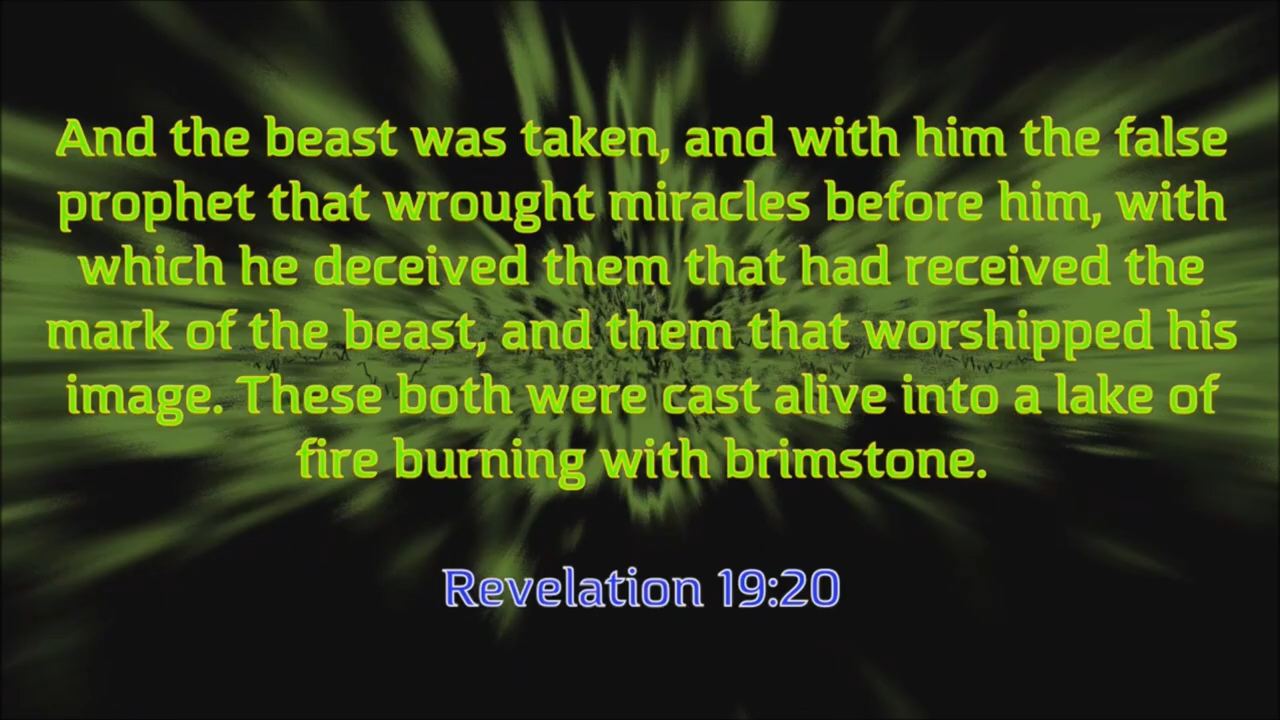 And the beast was taken, and with him the false
prophet that wrought miracles before him, with
which he deceived them that had received the
mark of the beast, and them that worshipped his
image. These both were cast alive into a lake of
fire burning with brimstone.
Revelation 19:20